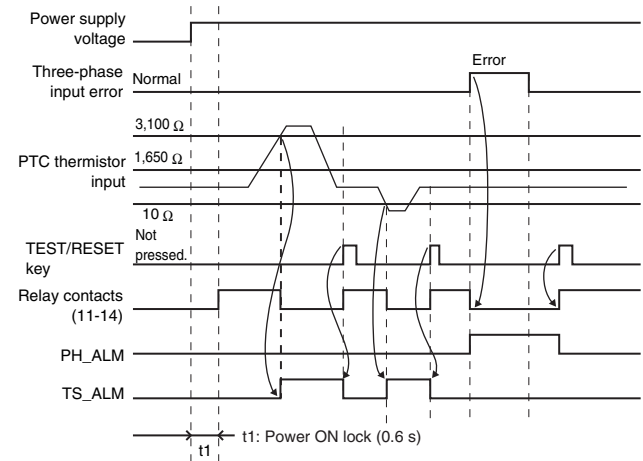 Power supply
voltage
Error
Three-phase
input error
Normal
3,100 Ω
PTC thermistor
input
1,650 Ω
10 Ω
TEST/RESET
key
Not
pressed.
Relay contacts
(11-14)
PH_ALM
TS_ALM
t1
t1: Power ON lock (0.6 s)